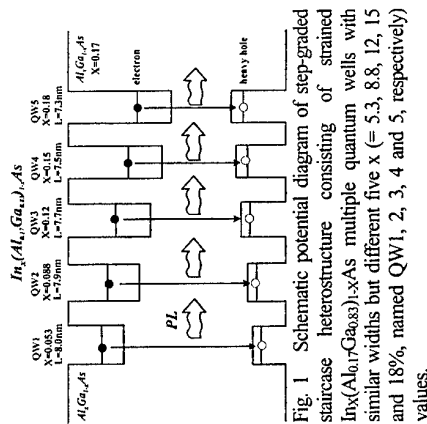 Inx(Al0.17Ga0.83)1-xAs
AlxGa1-xAs
QW1
X=0.053
L=8.0nm
QW2
X=0.088
L=7.9nm
QW3
X=0.12
L=7.7nm
QW4
X=0.15
L=7.5nm
QW5
X=0.18
L=7.3nm
AlxGa1-xAs
X=0.17
electron
PL
heavy hole
Fig. 1 Schematic potential diagram of step-graded
staircase heterostructure consisting of strained
Inx(Al0.17Ga0.83)1-XAs multiple quantum wells with
similar widths but different five x (= 5.3, 8.8, 12, 15
and 18%, named QW1, 2, 3, 4 and 5, respectively)
values.